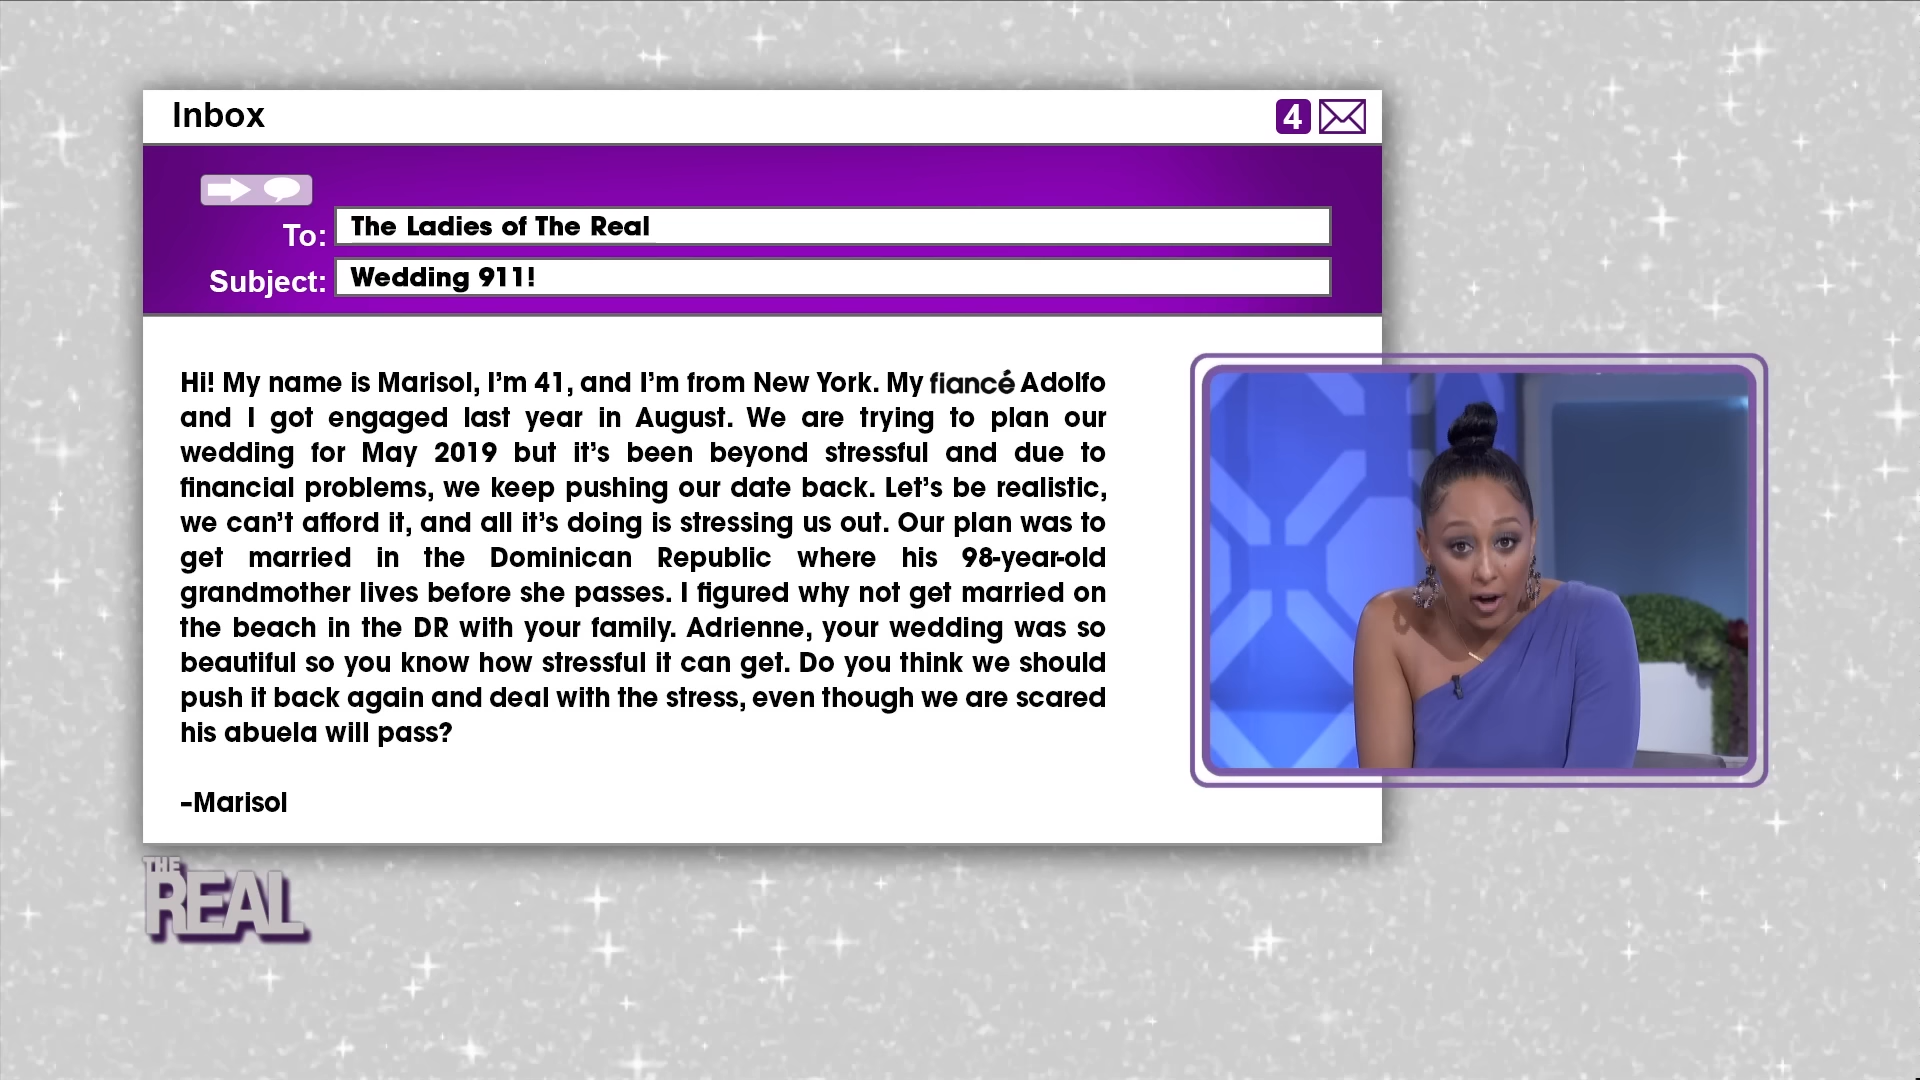 Inbox
4
To: The Ladies of The Real
Subject: Wedding 911!
Hi! My name is Marisol, I'm 41, and I'm from New York. My fiancé Adolfo
and I got engaged last year in August. We are trying to plan our
wedding for May 2019 but it's been beyond stressful and due to
financial problems, we keep pushing our date back. Let's be realistic,
we can't afford it, and all it's doing is stressing us out. Our plan was to
get married in the Dominican Republic where his 98-year-old
grandmother lives before she passes. I figured why not get married on
the beach in the DR with your family. Adrienne, your wedding was so
beautiful so you know how stressful it can get. Do you think we should
push it back again and deal with the stress, even though we are scared
his abuela will pass?
-Marisol
THE
REAL